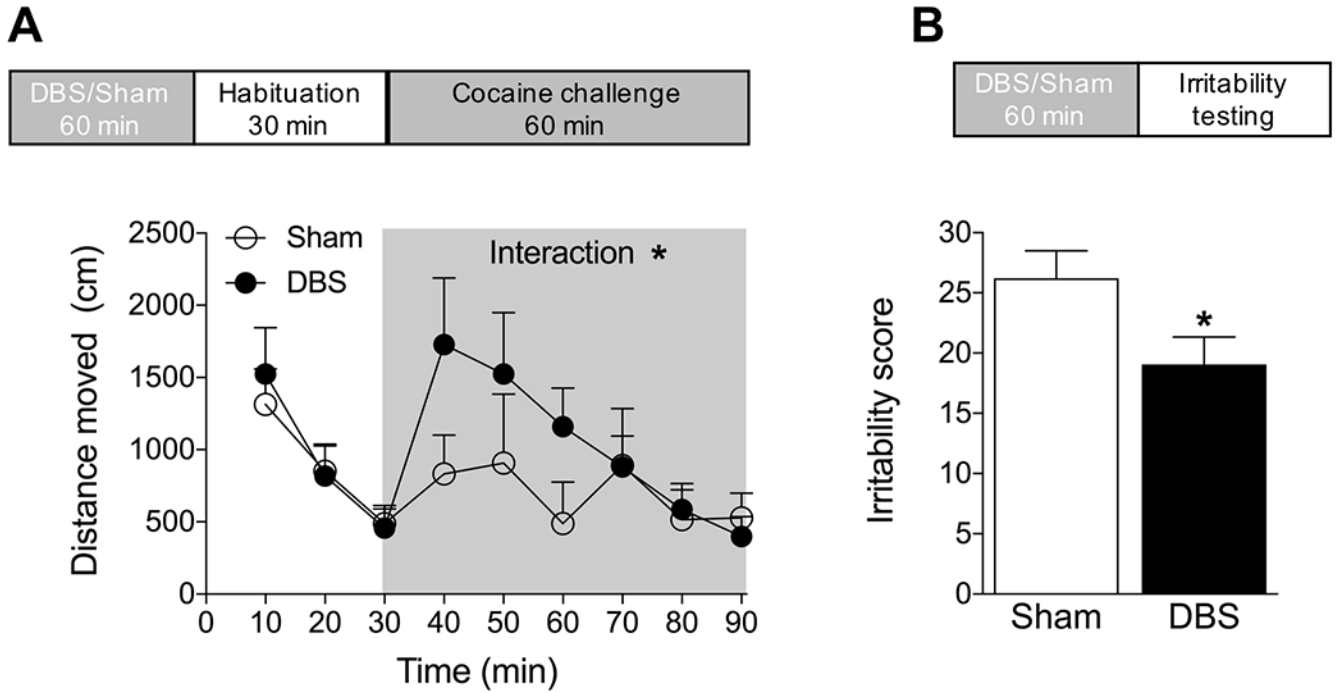 A
DBS/Sham
60 min
Habituation
30 min
Cocaine challenge
60 min
2500
2000
1500
1000
500
0
Distance moved (cm)
Sham
DBS
Interaction *
0 10 20 30 40 50 60 70 80 90
Time (min)
B
DBS/Sham
60 min
Irritability
testing
30
25
20
15
10
5
0
Irritability score
*
Sham DBS